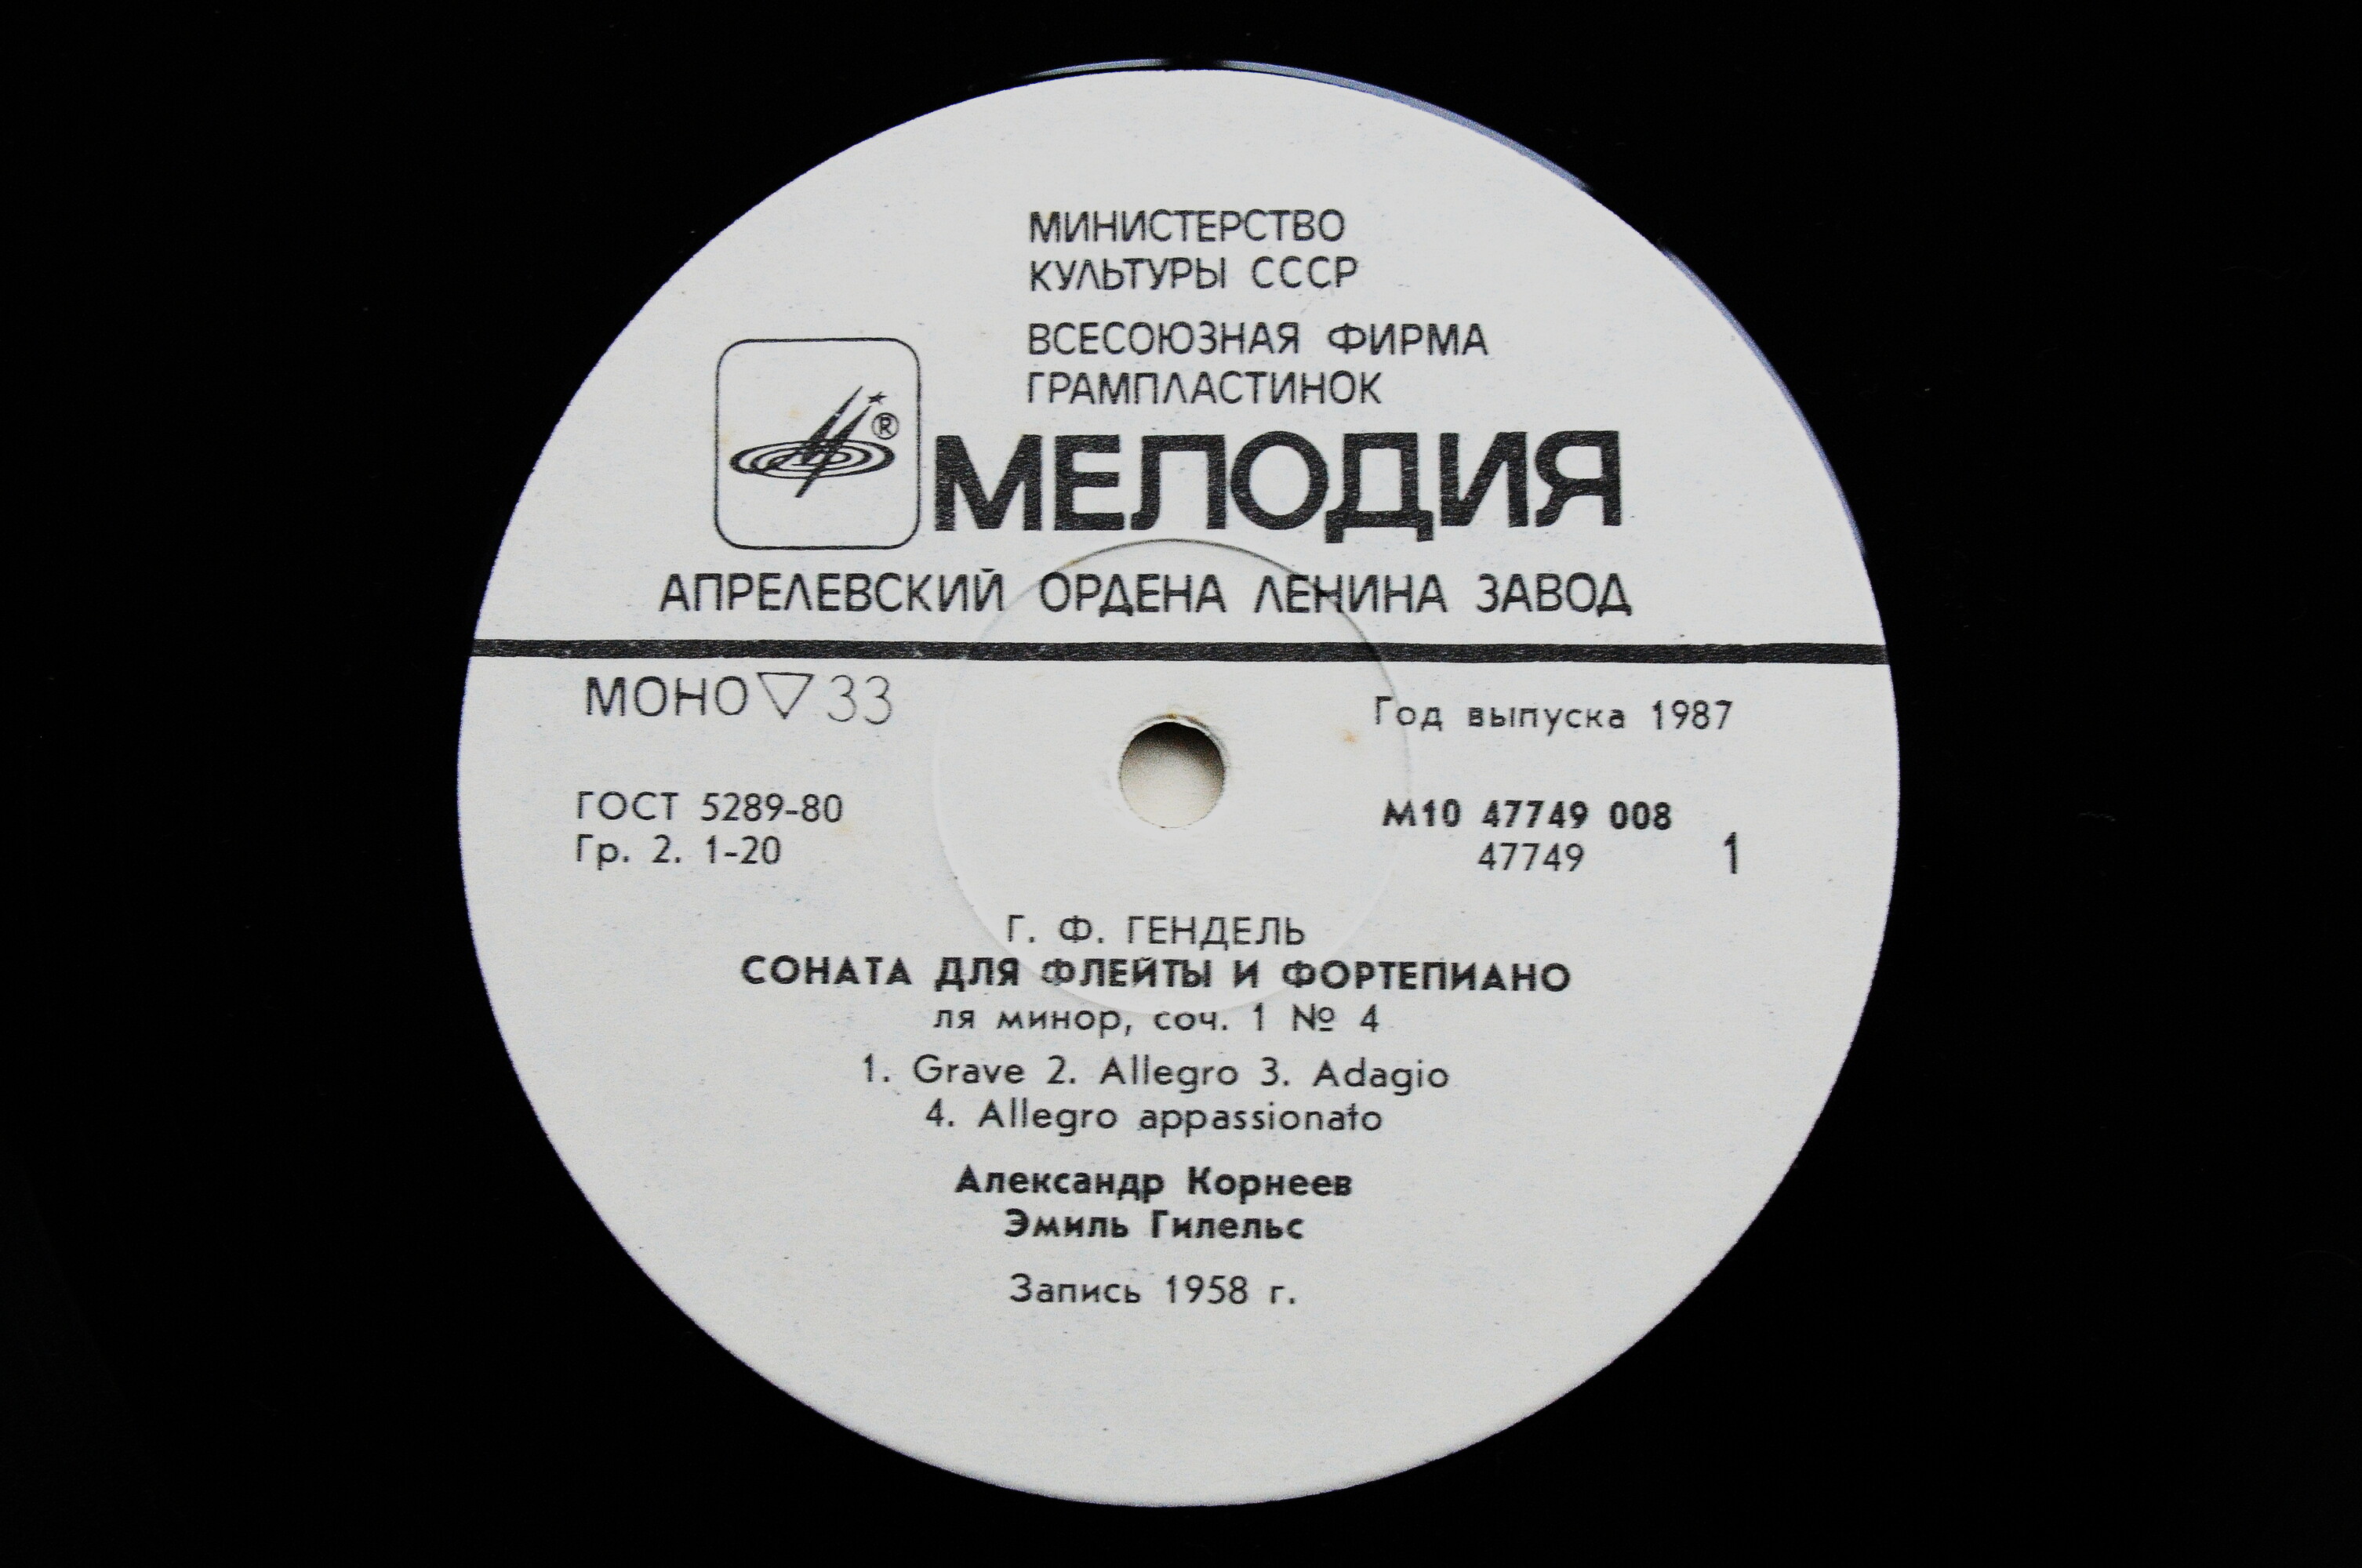 МИНИСТЕРСТВО
КУЛЬТУРЫ СССР
ВСЕСОЮЗНАЯ ФИРМА
ГРАМПЛАСТИНОК
®
МЕЛОДИЯ
АПРЕЛЕВСКИЙ ОРДЕНА ЛЕНИНА ЗАВОД
МОНО ▽ 33
Год выпуска 1987
ГОСТ 5289-80
Гр. 2. 1-20
М10 47749 008
47749
1
Г. Ф. ГЕНДЕЛЬ
СОНАТА ДЛЯ ФЛЕЙТЫ И ФОРТЕПИАНО
ля минор, соч. 1 № 4
1. Grave 2. Allegro 3. Adagio
4. Allegro appassionato
Александр Корнеев
Эмиль Гилельс
Запись 1958 г.